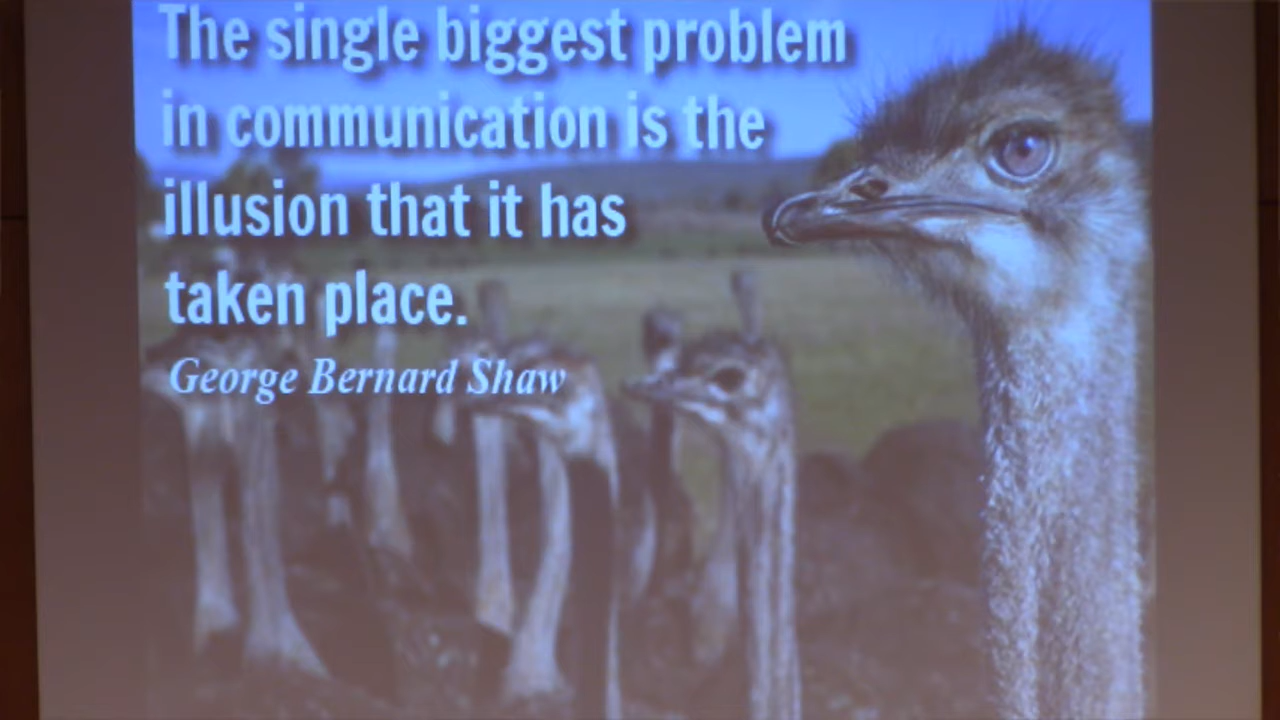 The single biggest problem
in communication is the
illusion that it has
taken place.
George Bernard Shaw